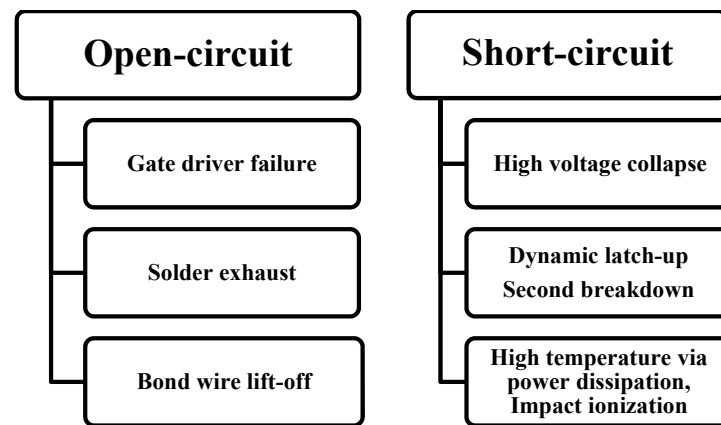 Open-circuit
Gate driver failure
Solder exhaust
Bond wire lift-off
Short-circuit
High voltage collapse
Dynamic latch-up
Second breakdown
High temperature via
power dissipation,
Impact ionization